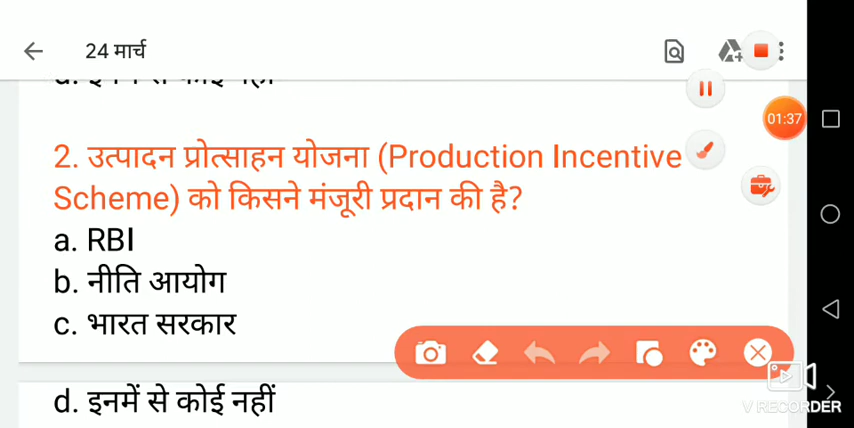 24 मार्च
01:37
2. उत्पादन प्रोत्साहन योजना (Production Incentive
Scheme) को किसने मंजूरी प्रदान की है?
a. RBI
b. नीति आयोग
c. भारत सरकार
d. इनमें से कोई नहीं
V RECORDER